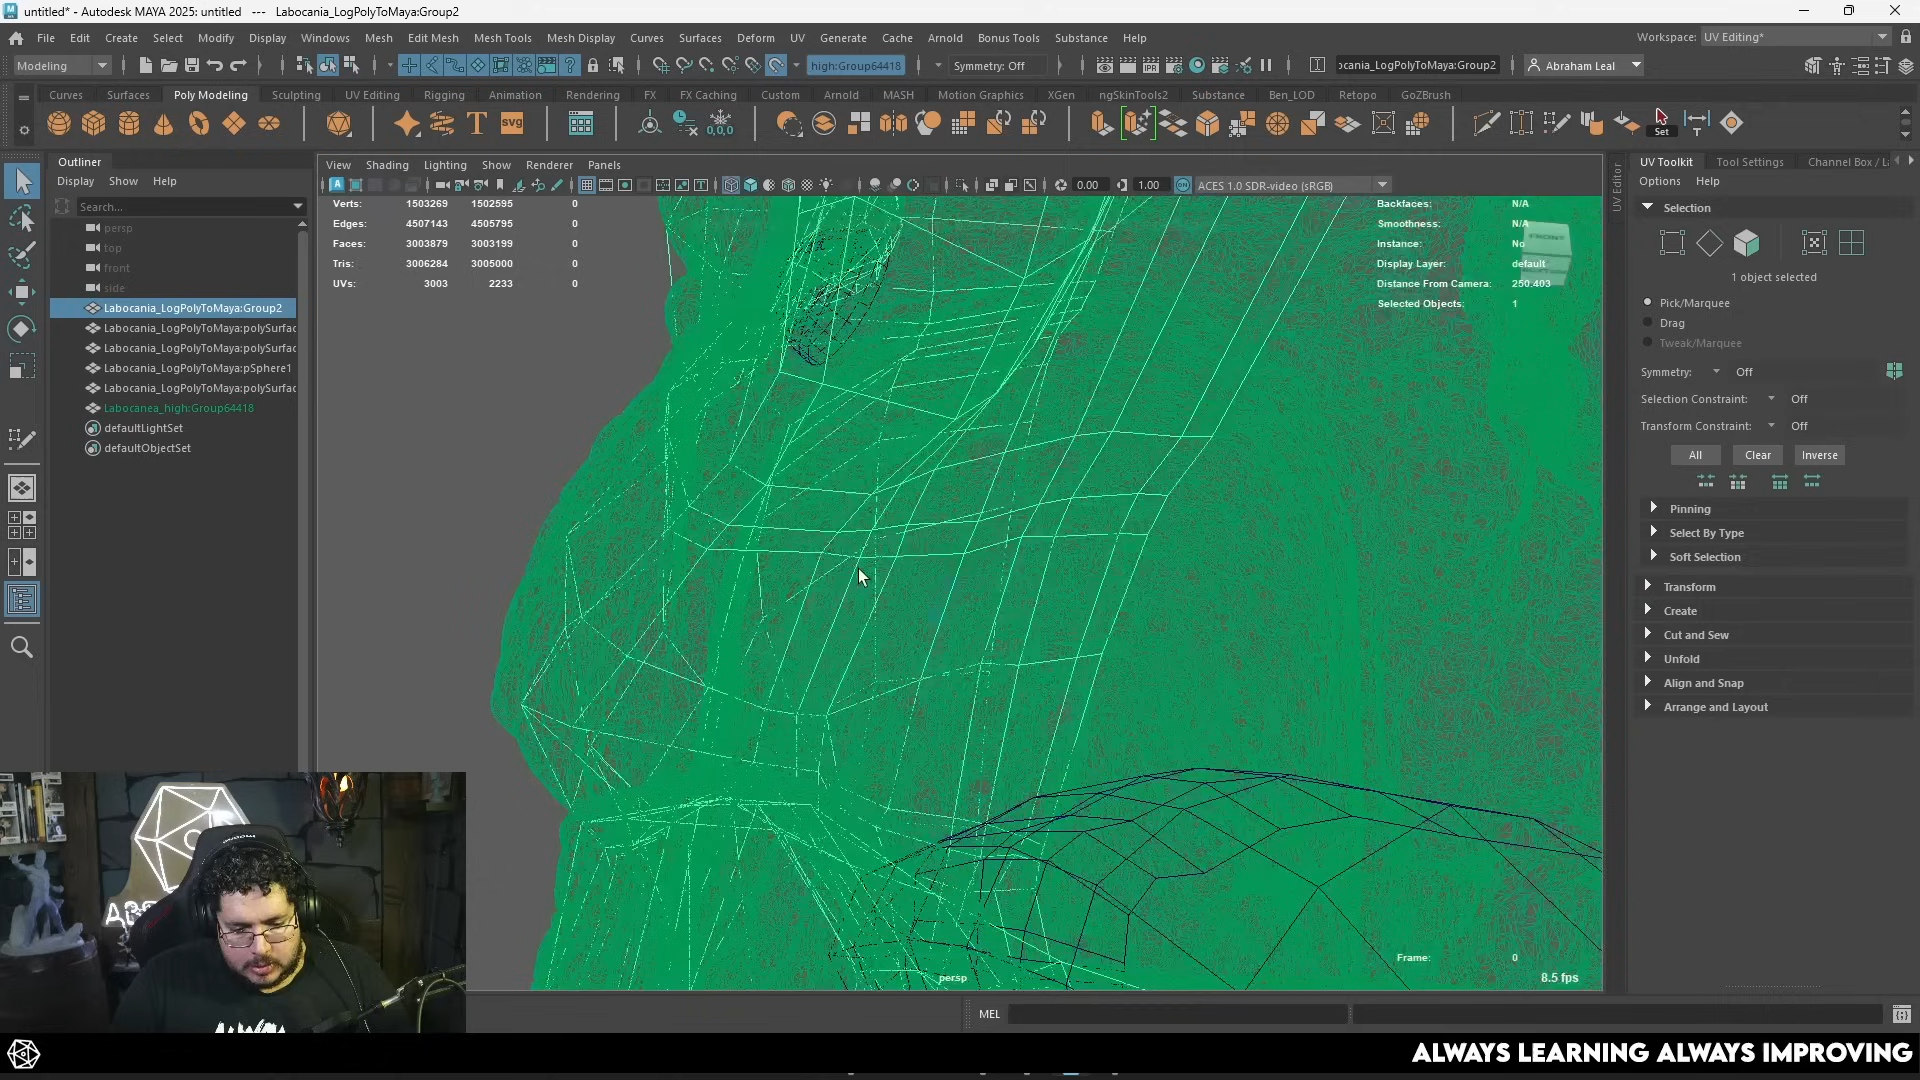 untitled* - Autodesk MAYA 2025: untitled --- Labocania_LogPolyToMaya:Group2
File Edit Create Select Modify Display Windows Mesh Edit Mesh Mesh Tools Mesh Display Curves Surfaces Deform UV Generate Cache Arnold Bonus Tools Substance Help
Workspace: UV Editing*
Modeling high:Group64418 Symmetry: Off ocania_LogPolyToMaya:Group2 Abraham Leal
Curves Surfaces Poly Modeling Sculpting UV Editing Rigging Animation Rendering FX FX Caching Custom Arnold MASH Motion Graphics XGen ngSkinTools2 Substance Ben_LOD Retopo GoZBrush
Set
Outliner
Display Show Help
Search...
persp
top
front
side
Labocania_LogPolyToMaya:Group2
Labocania_LogPolyToMaya:polySurfac
Labocania_LogPolyToMaya:polySurfac
Labocania_LogPolyToMaya:pSphere1
Labocania_LogPolyToMaya:polySurfac
Labocanea_high:Group64418
defaultLightSet
defaultObjectSet
View Shading Lighting Show Renderer Panels
0.00 1.00 ACES 1.0 SDR-video (sRGB)
Verts: 1503269 1502595 0
Edges: 4507143 4505795 0
Faces: 3003879 3003199 0
Tris: 3006284 3005000 0
UVs: 3003 2233 0
Backfaces: N/A
Smoothness: N/A
Instance: No
Display Layer: default
Distance From Camera: 250.403
Selected Objects: 1
FRONT
persp
Frame: 0
8.5 fps
UV Editor
UV Toolkit Tool Settings Channel Box / La
Options Help
Selection
1 object selected
Pick/Marquee
Drag
Tweak/Marquee
Symmetry: Off
Selection Constraint: Off
Transform Constraint: Off
All Clear Inverse
Pinning
Select By Type
Soft Selection
Transform
Create
Cut and Sew
Unfold
Align and Snap
Arrange and Layout
MEL
ALWAYS LEARNING ALWAYS IMPROVING